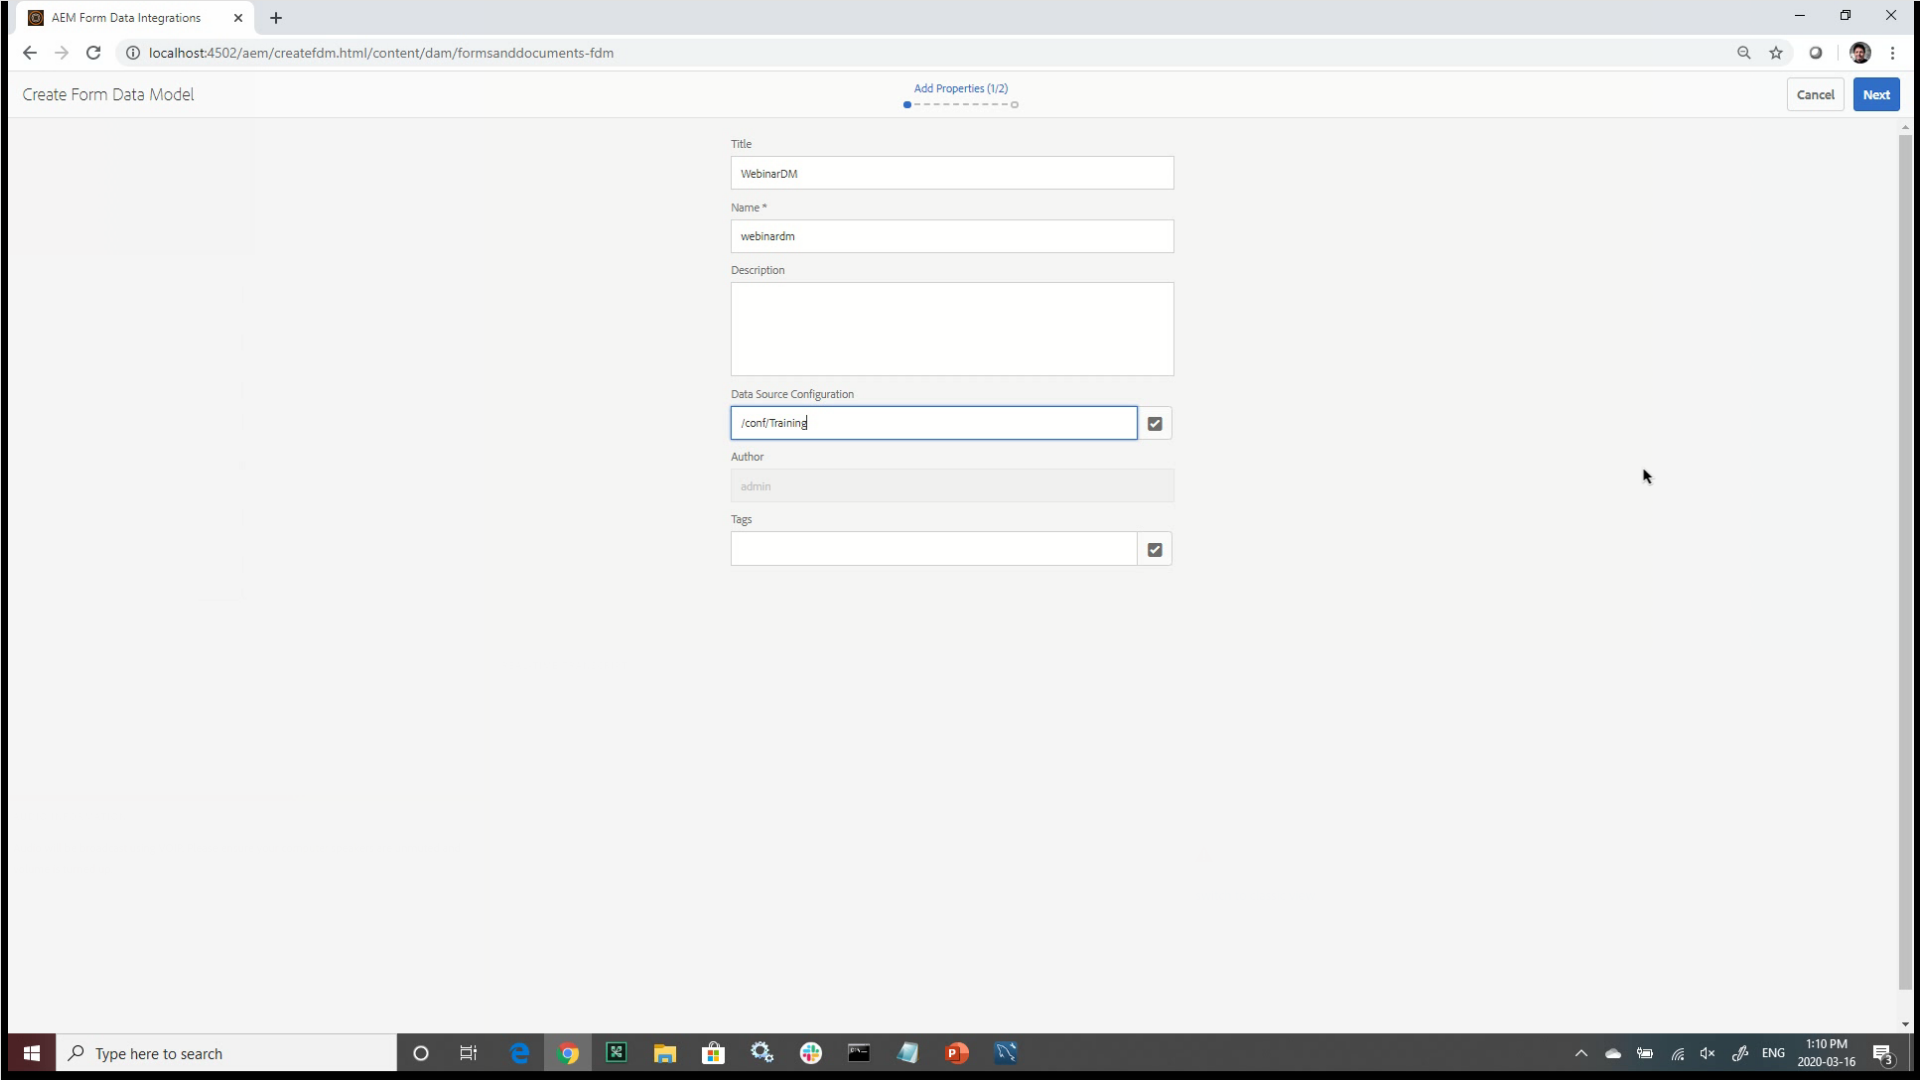 AEM Form Data Integrations
localhost:4502/aem/createfdm.html/content/dam/formsanddocuments-fdm
Create Form Data Model
Add Properties (1/2)
Cancel
Next
Title
WebinarDM
Name *
webinardm
Description
Data Source Configuration
/conf/Training
Author
admin
Tags
Type here to search
ENG
1:10 PM
2020-03-16
3